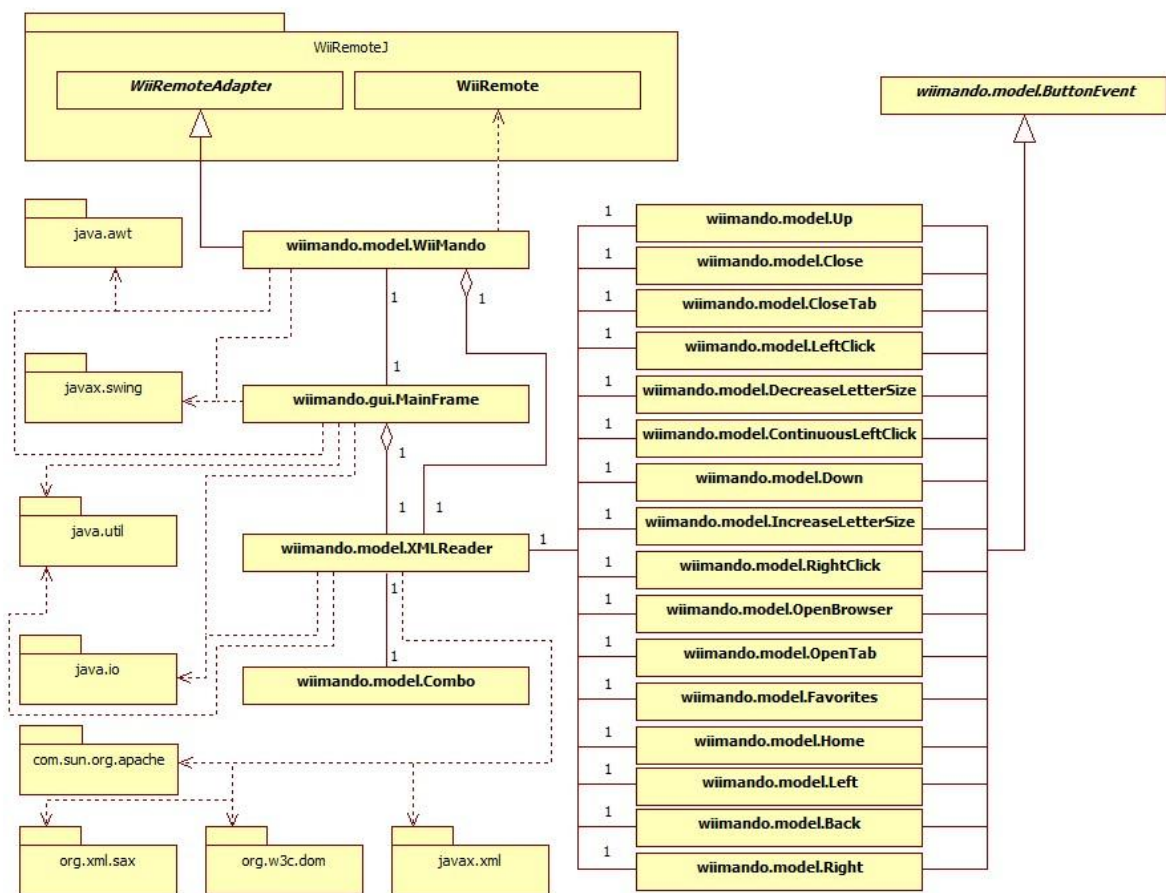 WiiRemoteJ
WiiRemoteAdapter
WiiRemote
wiimando.model.ButtonEvent
java.awt
wiimando.model.WiiMando
1
1
1
javax.swing
wiimando.gui.MainFrame
1
1
1
java.util
wiimando.model.XMLReader
1
1
1
java.io
wiimando.model.Combo
com.sun.org.apache
org.xml.sax
org.w3c.dom
javax.xml
1
wiimando.model.Up
1
wiimando.model.Close
1
wiimando.model.CloseTab
1
wiimando.model.LeftClick
1
wiimando.model.DecreaseLetterSize
1
wiimando.model.ContinuousLeftClick
1
wiimando.model.Down
1
wiimando.model.IncreaseLetterSize
1
wiimando.model.RightClick
1
wiimando.model.OpenBrowser
1
wiimando.model.OpenTab
1
wiimando.model.Favorites
1
wiimando.model.Home
1
wiimando.model.Left
1
wiimando.model.Back
1
wiimando.model.Right